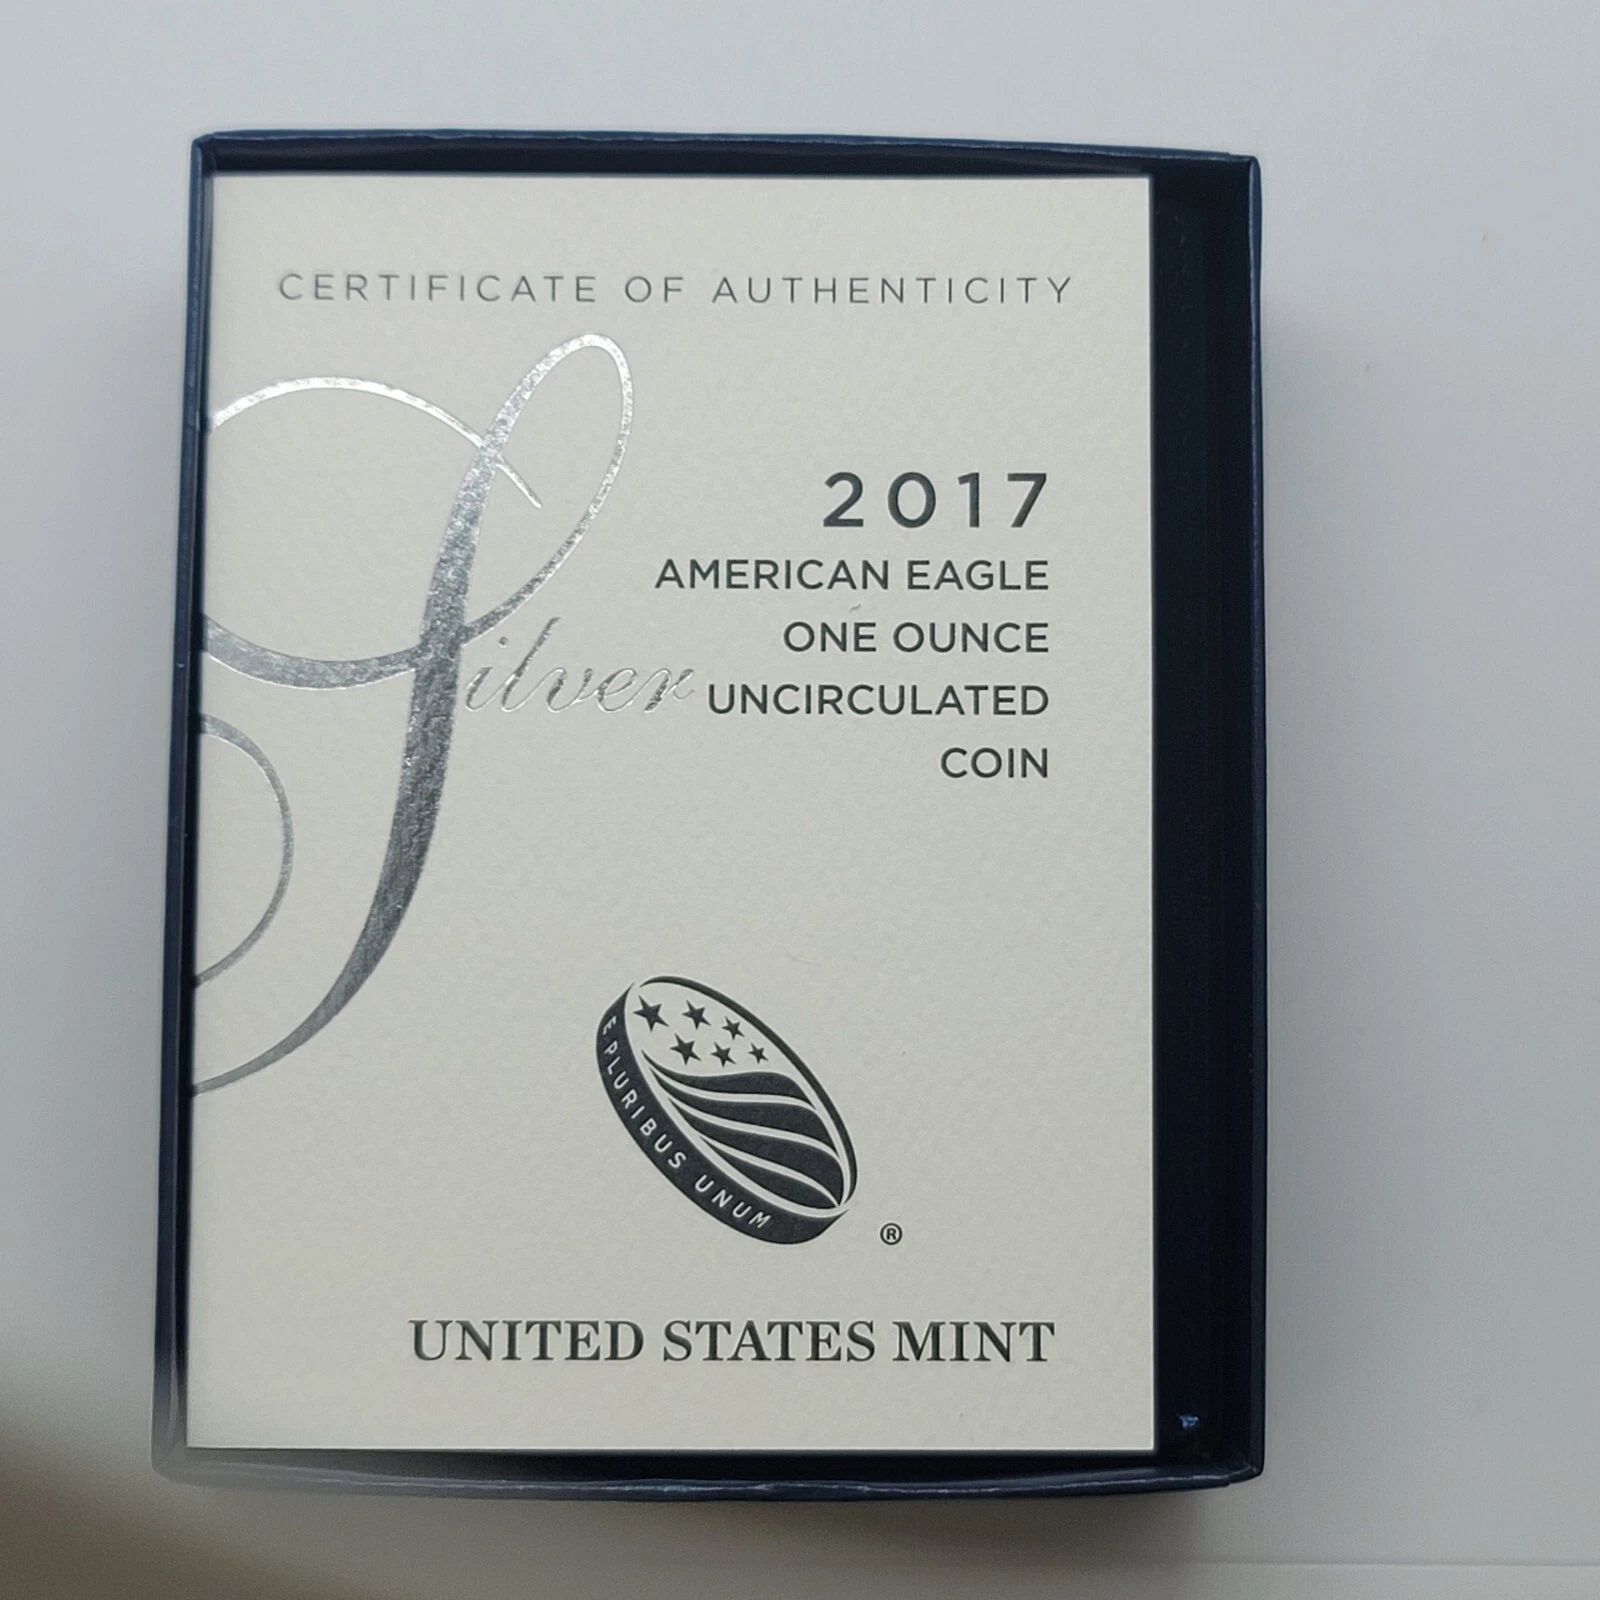 CERTIFICATE OF AUTHENTICITY
2017
AMERICAN EAGLE
ONE OUNCE
Silver UNCIRCULATED
COIN
E PLURIBUS UNUM
®
UNITED STATES MINT